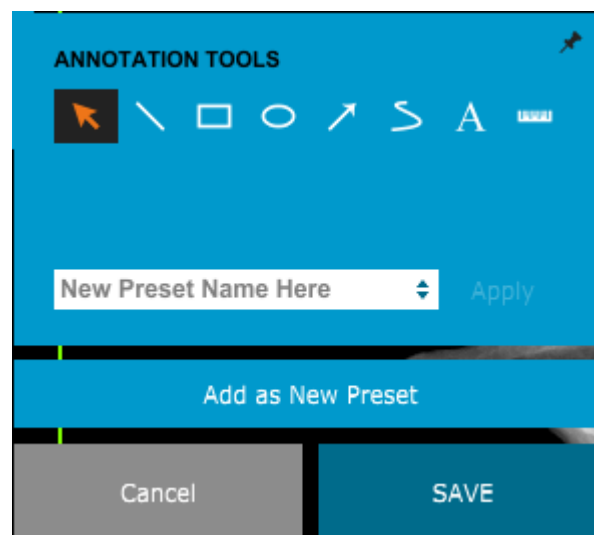 ANNOTATION TOOLS
A
New Preset Name Here
Apply
Add as New Preset
Cancel
SAVE